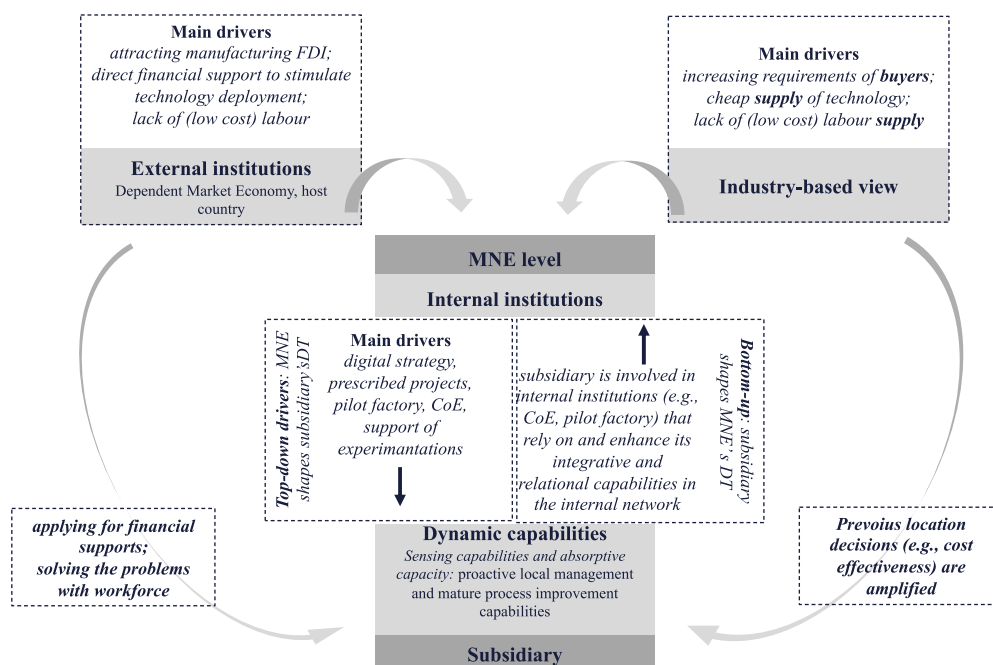 Main drivers
attracting manufacturing FDI;
direct financial support to stimulate
technology deployment;
lack of (low cost) labour
External institutions
Dependent Market Economy, host
country
Main drivers
increasing requirements of buyers;
cheap supply of technology;
lack of (low cost) labour supply
Industry-based view
MNE level
Internal institutions
Top-down drivers: MNE
shapes subsidiary'sDT
Main drivers
digital strategy,
prescribed projects,
pilot factory, CoE,
support of
experimantations
subsidiary is involved in
internal institutions (e.g.,
CoE, pilot factory) that
rely on and enhance its
integrative and
relational capabilities in
the internal network
Bottom-up: subsidiary
shapes MNE's DT
applying for financial
supports;
solving the problems
with workforce
Prevoius location
decisions (e.g., cost
effectiveness) are
amplified
Dynamic capabilities
Sensing capabilities and absorptive
capacity: proactive local management
and mature process improvement
capabilities
Subsidiary